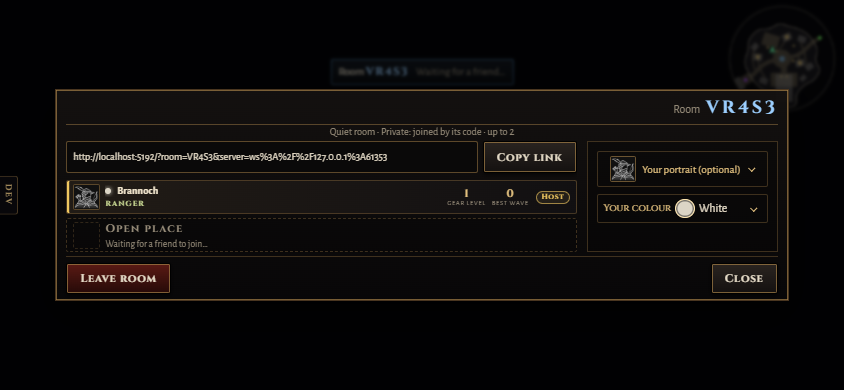 Room VR4S3 Waiting for a friend...
Room VR4S3
Quiet room · Private: joined by its code · up to 2
http://localhost:5192/?room=VR4S3&server=ws%3A%2F%2F127.0.0.1%3A61353
Copy link
Brannoch
RANGER
1
GEAR LEVEL
0
BEST WAVE
Host
Open place
Waiting for a friend to join...
Your portrait (optional)
Your colour White
Leave room
Close
DEV